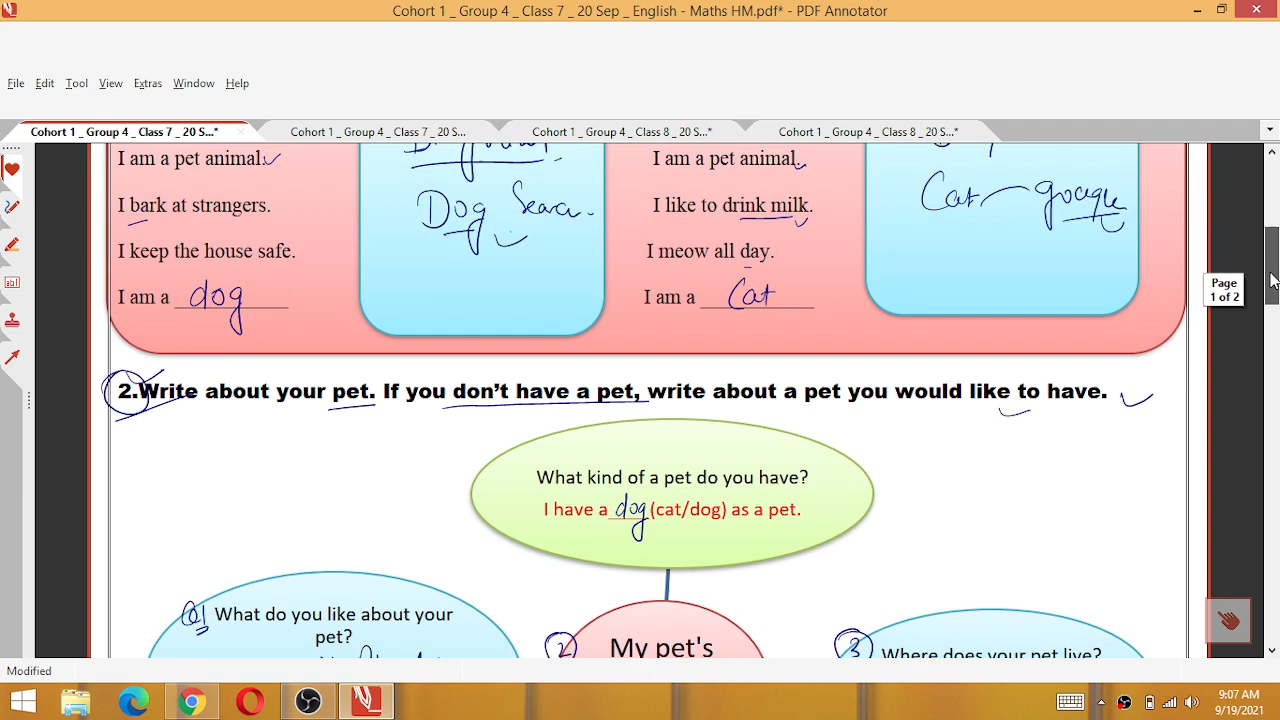 Cohort 1 _ Group 4 _ Class 7 _ 20 Sep _ English - Maths HM.pdf* - PDF Annotator
File Edit Tool View Extras Window Help
Cohort 1 _ Group 4 _ Class 7 _ 20 S...* Cohort 1 _ Group 4 _ Class 7 _ 20 S... Cohort 1 _ Group 4 _ Class 8 _ 20 S...* Cohort 1 _ Group 4 _ Class 8 _ 20 S...*
I am a pet animal.
I bark at strangers.
I keep the house safe.
I am a dog
Dog
I am a pet animal.
I like to drink milk.
I meow all day.
I am a Cat
Cat
Page
1 of 2
2.Write about your pet. If you don't have a pet, write about a pet you would like to have.
What kind of a pet do you have?
I have a dog (cat/dog) as a pet.
Q1 What do you like about your
pet?
2 My pet's
3 Where does your pet live?
Modified
9:07 AM
9/19/2021